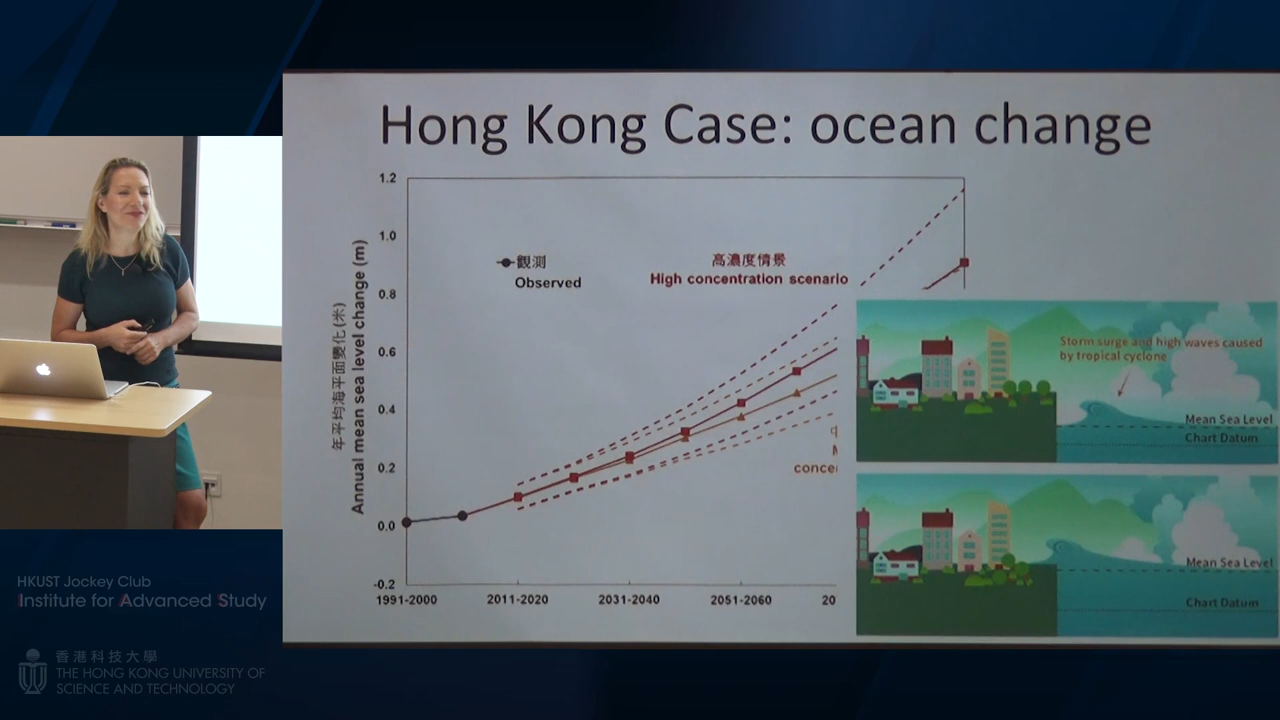 Hong Kong Case: ocean change
1.2
1.0
0.8
0.6
0.4
0.2
0.0
-0.2
年平均海平面變化(米)
Annual mean sea level change (m)
觀測
Observed
高濃度情景
High concentration scenario
concer
1991-2000
2011-2020
2031-2040
2051-2060
20
Storm surge and high waves caused
by tropical cyclone
Mean Sea Level
Chart Datum
Mean Sea Level
Chart Datum
HKUST Jockey Club
Institute for Advanced Study
香港科技大學
THE HONG KONG UNIVERSITY OF
SCIENCE AND TECHNOLOGY